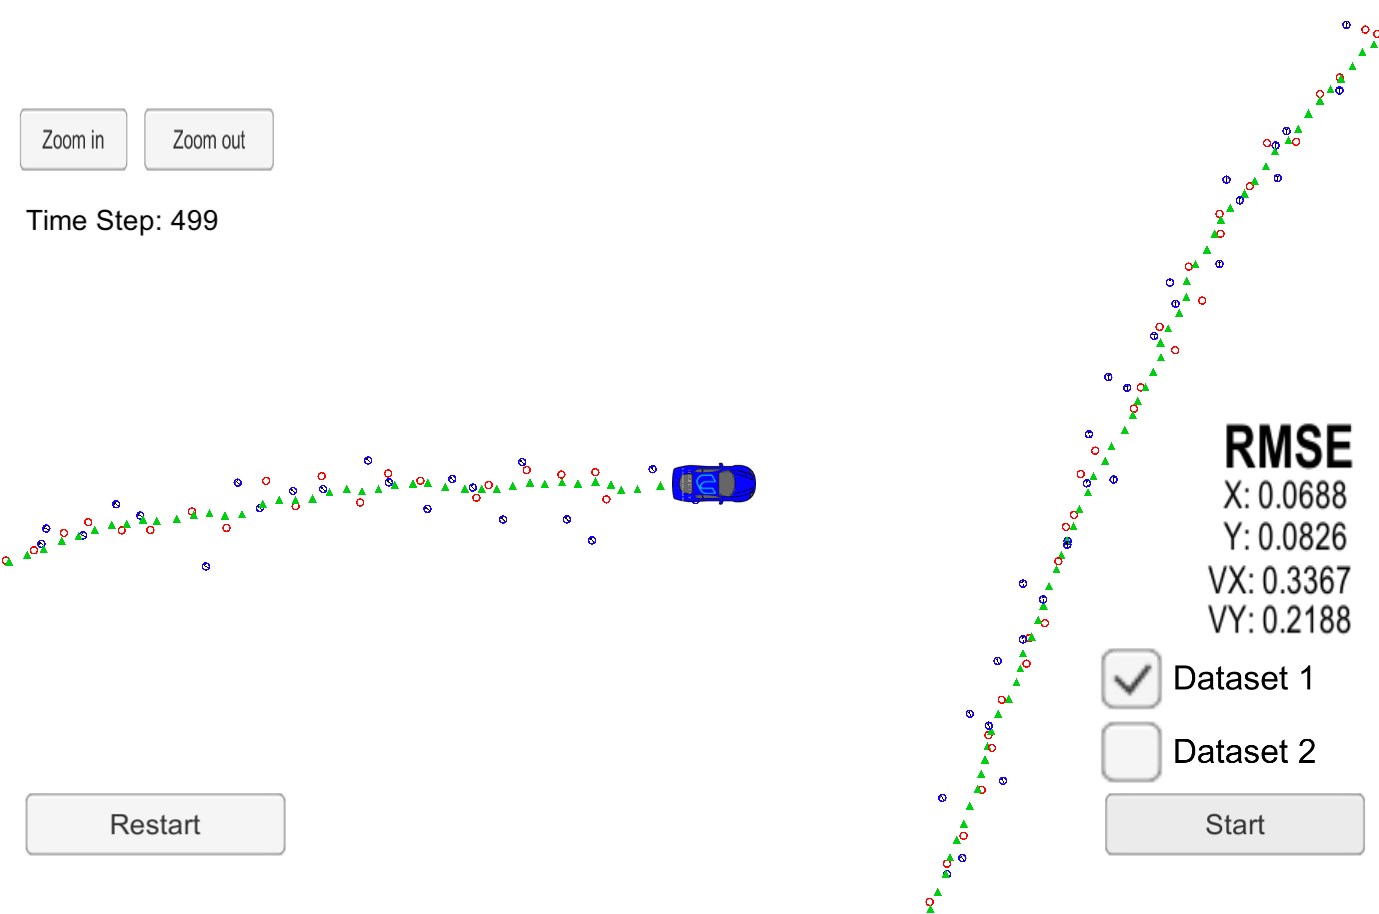 Zoom in
Zoom out
Time Step: 499
RMSE
X: 0.0688
Y: 0.0826
VX: 0.3367
VY: 0.2188
Dataset 1
Dataset 2
Restart
Start